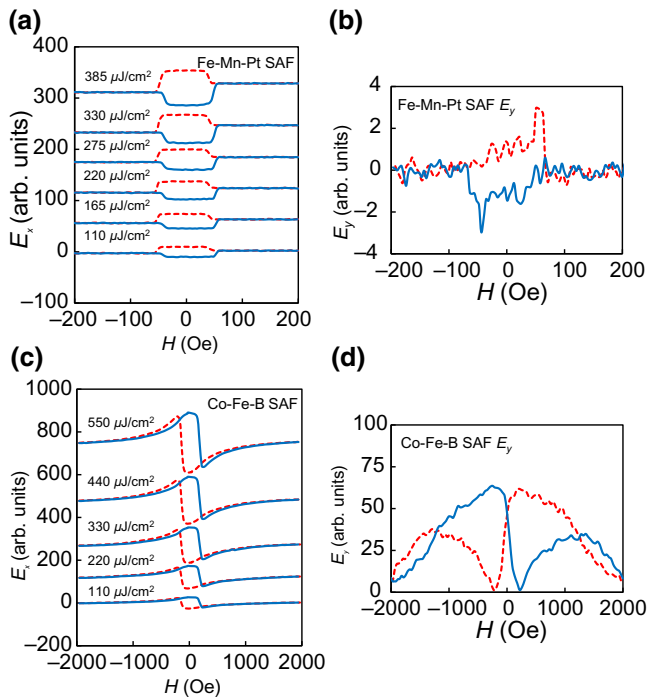 (a)
Fe-Mn-Pt SAF
400
300
200
100
0
−100
385 μJ/cm²
330 μJ/cm²
275 μJ/cm²
220 μJ/cm²
165 μJ/cm²
110 μJ/cm²
Eₓ (arb. units)
−200 −100 0 100 200
H (Oe)
(b)
Fe-Mn-Pt SAF E_y
4
2
0
−2
−4
E_y (arb. units)
−200 −100 0 100 200
H (Oe)
(c)
Co-Fe-B SAF
1000
800
600
400
200
0
−200
550 μJ/cm²
440 μJ/cm²
330 μJ/cm²
220 μJ/cm²
110 μJ/cm²
Eₓ (arb. units)
−2000 −1000 0 1000 2000
H (Oe)
(d)
Co-Fe-B SAF E_y
100
75
50
25
0
E_y (arb. units)
−2000 −1000 0 1000 2000
H (Oe)